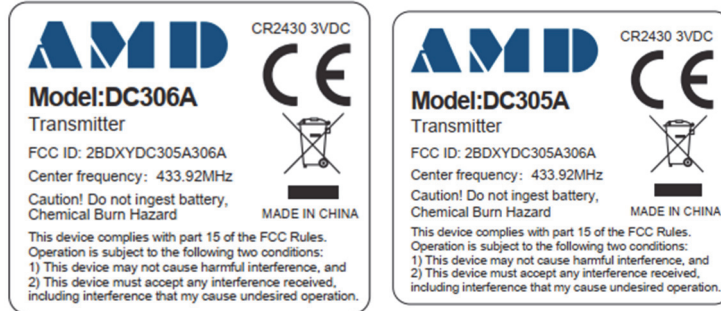 AMD
CR2430 3VDC
CE
Model:DC306A
Transmitter
FCC ID: 2BDXYDC305A306A
Center frequency: 433.92MHz
Caution! Do not ingest battery,
Chemical Burn Hazard
MADE IN CHINA
This device complies with part 15 of the FCC Rules.
Operation is subject to the following two conditions:
1) This device may not cause harmful interference, and
2) This device must accept any interference received,
including interference that my cause undesired operation.
AMD
CR2430 3VDC
CE
Model:DC305A
Transmitter
FCC ID: 2BDXYDC305A306A
Center frequency: 433.92MHz
Caution! Do not ingest battery,
Chemical Burn Hazard
MADE IN CHINA
This device complies with part 15 of the FCC Rules.
Operation is subject to the following two conditions:
1) This device may not cause harmful interference, and
2) This device must accept any interference received,
including interference that my cause undesired operation.